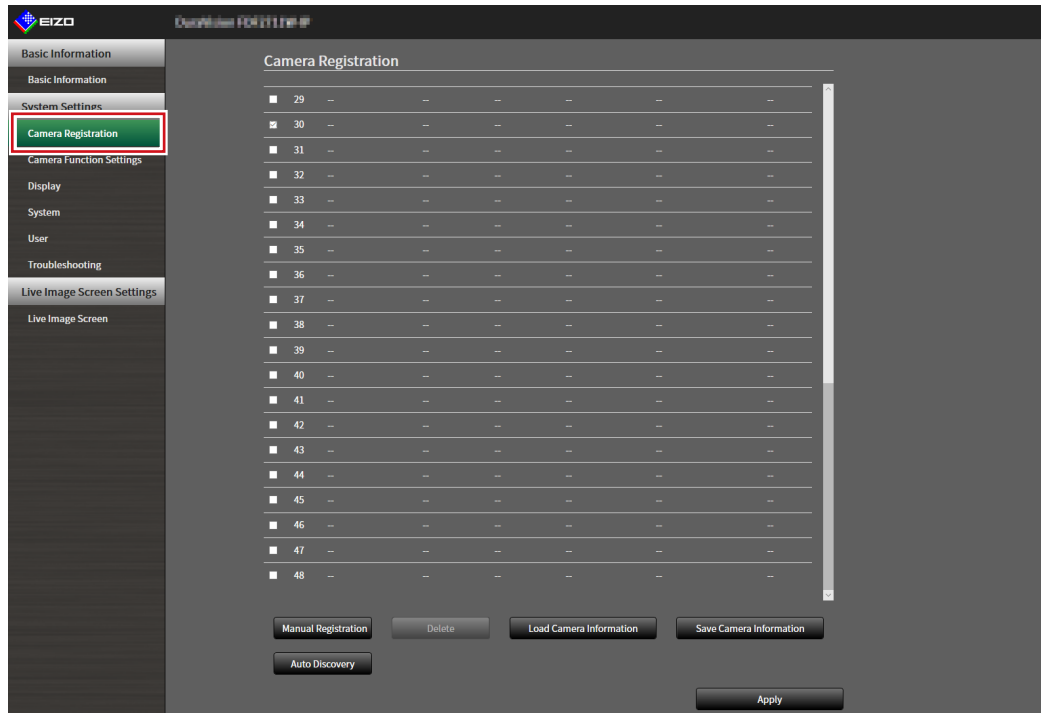 EIZO
Basic Information
Basic Information
System Settings
Camera Registration
Camera Function Settings
Display
System
User
Troubleshooting
Live Image Screen Settings
Live Image Screen
Camera Registration
29 -- -- -- -- -- --
30 -- -- -- -- -- --
31 -- -- -- -- -- --
32 -- -- -- -- -- --
33 -- -- -- -- -- --
34 -- -- -- -- -- --
35 -- -- -- -- -- --
36 -- -- -- -- -- --
37 -- -- -- -- -- --
38 -- -- -- -- -- --
39 -- -- -- -- -- --
40 -- -- -- -- -- --
41 -- -- -- -- -- --
42 -- -- -- -- -- --
43 -- -- -- -- -- --
44 -- -- -- -- -- --
45 -- -- -- -- -- --
46 -- -- -- -- -- --
47 -- -- -- -- -- --
48 -- -- -- -- -- --
Manual Registration Delete Load Camera Information Save Camera Information
Auto Discovery
Apply